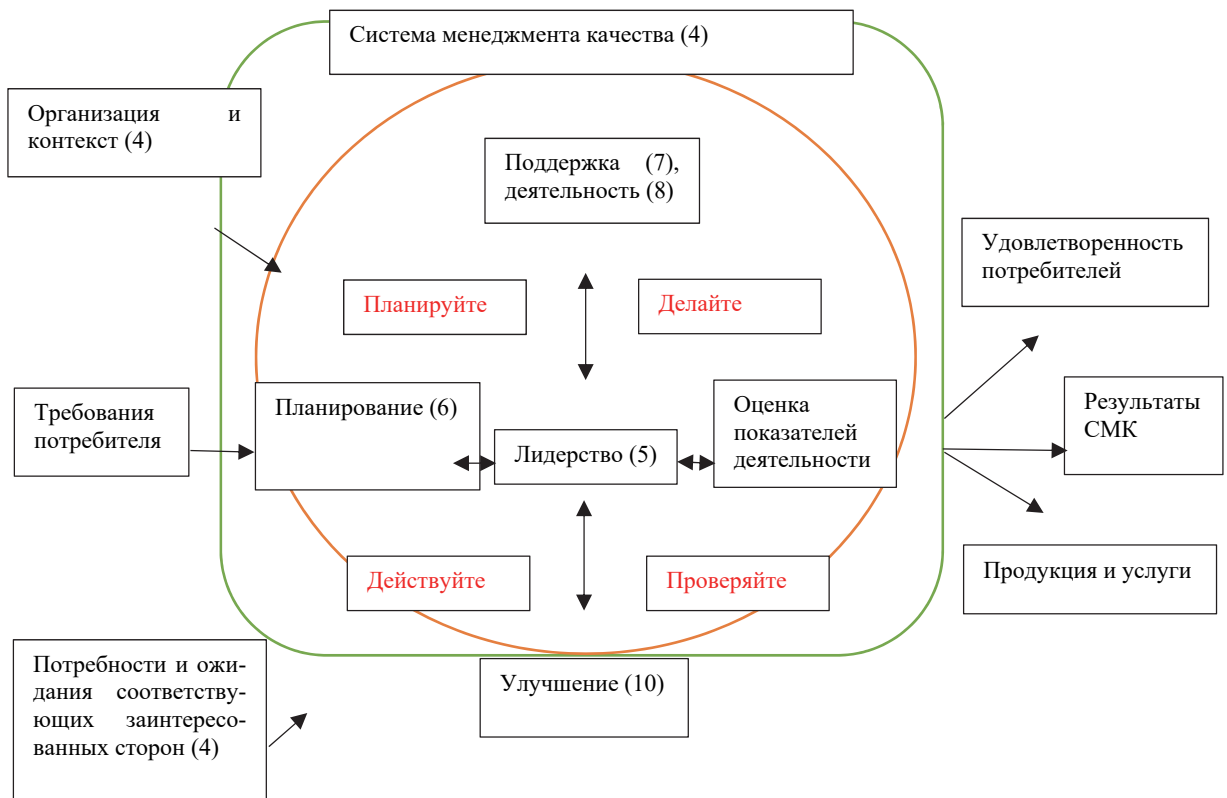 Система менеджмента качества (4)
Организация и
контекст (4)
Поддержка (7),
деятельность (8)
Удовлетворенность
потребителей
Планируйте
Делайте
Требования
потребителя
Планирование (6)
Лидерство (5)
Оценка
показателей
деятельности
Результаты
СМК
Действуйте
Проверяйте
Продукция и услуги
Потребности и ожи-
дания соответству-
ющих заинтересо-
ванных сторон (4)
Улучшение (10)